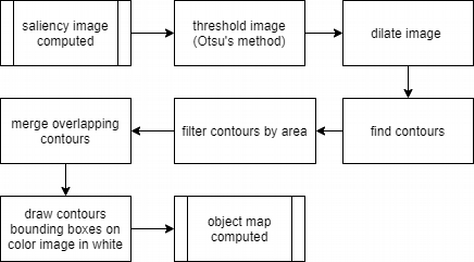 saliency image
computed
threshold image
(Otsu's method)
dilate image
find contours
filter contours by area
merge overlapping
contours
draw contours
bounding boxes on
color image in white
object map
computed